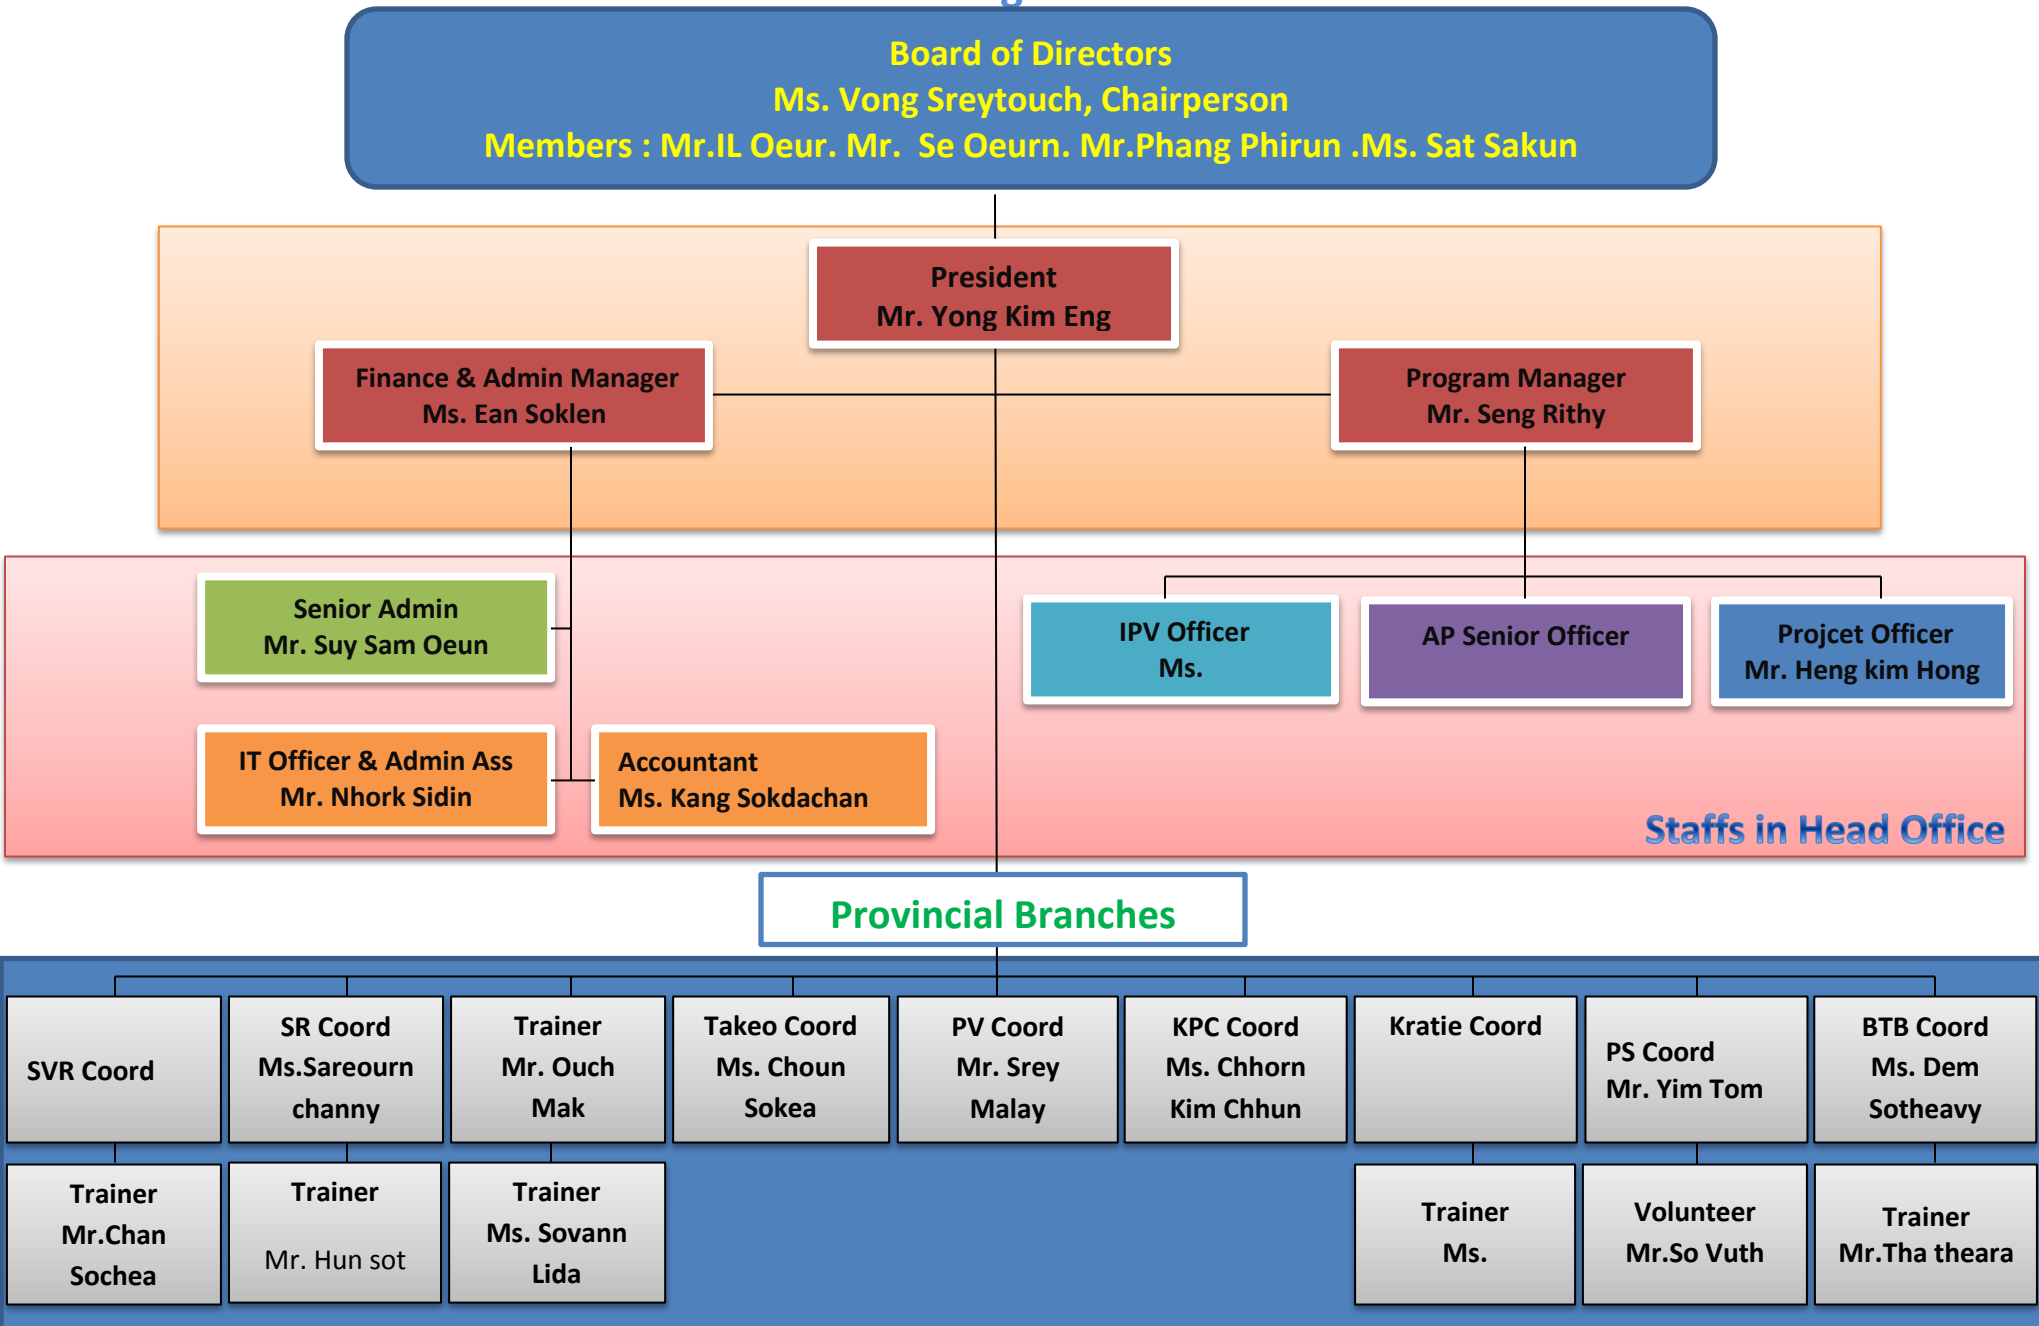 Board of Directors
Ms. Vong Sreytouch, Chairperson
Members : Mr.IL Oeur. Mr. Se Oeurn. Mr.Phang Phirun .Ms. Sat Sakun
President
Mr. Yong Kim Eng
Finance & Admin Manager
Ms. Ean Soklen
Program Manager
Mr. Seng Rithy
Senior Admin
Mr. Suy Sam Oeun
IPV Officer
Ms.
AP Senior Officer
Projcet Officer
Mr. Heng kim Hong
IT Officer & Admin Ass
Mr. Nhork Sidin
Accountant
Ms. Kang Sokdachan
Staffs in Head Office
Provincial Branches
SVR Coord
SR Coord
Ms.Sareourn
channy
Trainer
Mr. Ouch
Mak
Takeo Coord
Ms. Choun
Sokea
PV Coord
Mr. Srey
Malay
KPC Coord
Ms. Chhorn
Kim Chhun
Kratie Coord
PS Coord
Mr. Yim Tom
BTB Coord
Ms. Dem
Sotheavy
Trainer
Mr.Chan
Sochea
Trainer
Mr. Hun sot
Trainer
Ms. Sovann
Lida
Trainer
Ms.
Volunteer
Mr.So Vuth
Trainer
Mr.Tha theara